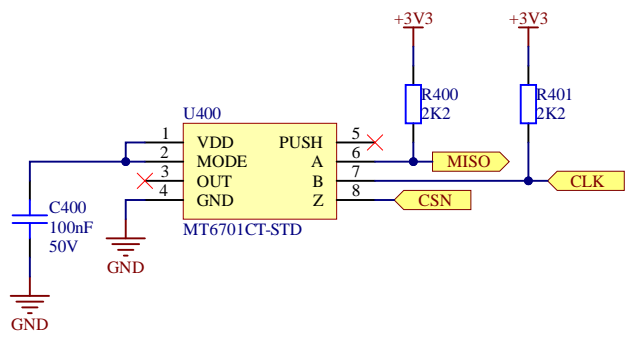 +3V3
+3V3
R400
2K2
R401
2K2
U400
1 VDD PUSH 5
2 MODE A 6 MISO
3 OUT B 7 CLK
4 GND Z 8 CSN
MT6701CT-STD
C400
100nF
50V
GND
GND